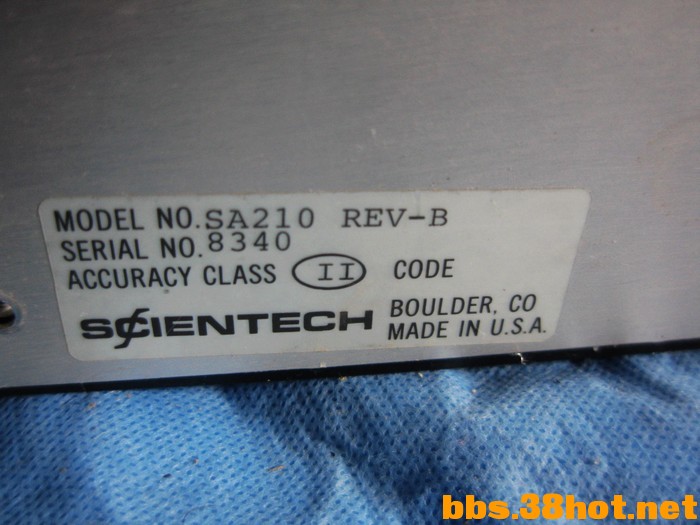 MODEL NO. SA210 REV-B
SERIAL NO. 8340
ACCURACY CLASS II CODE
SCIENTECH BOULDER, CO
MADE IN U.S.A.
bbs.38hot.net